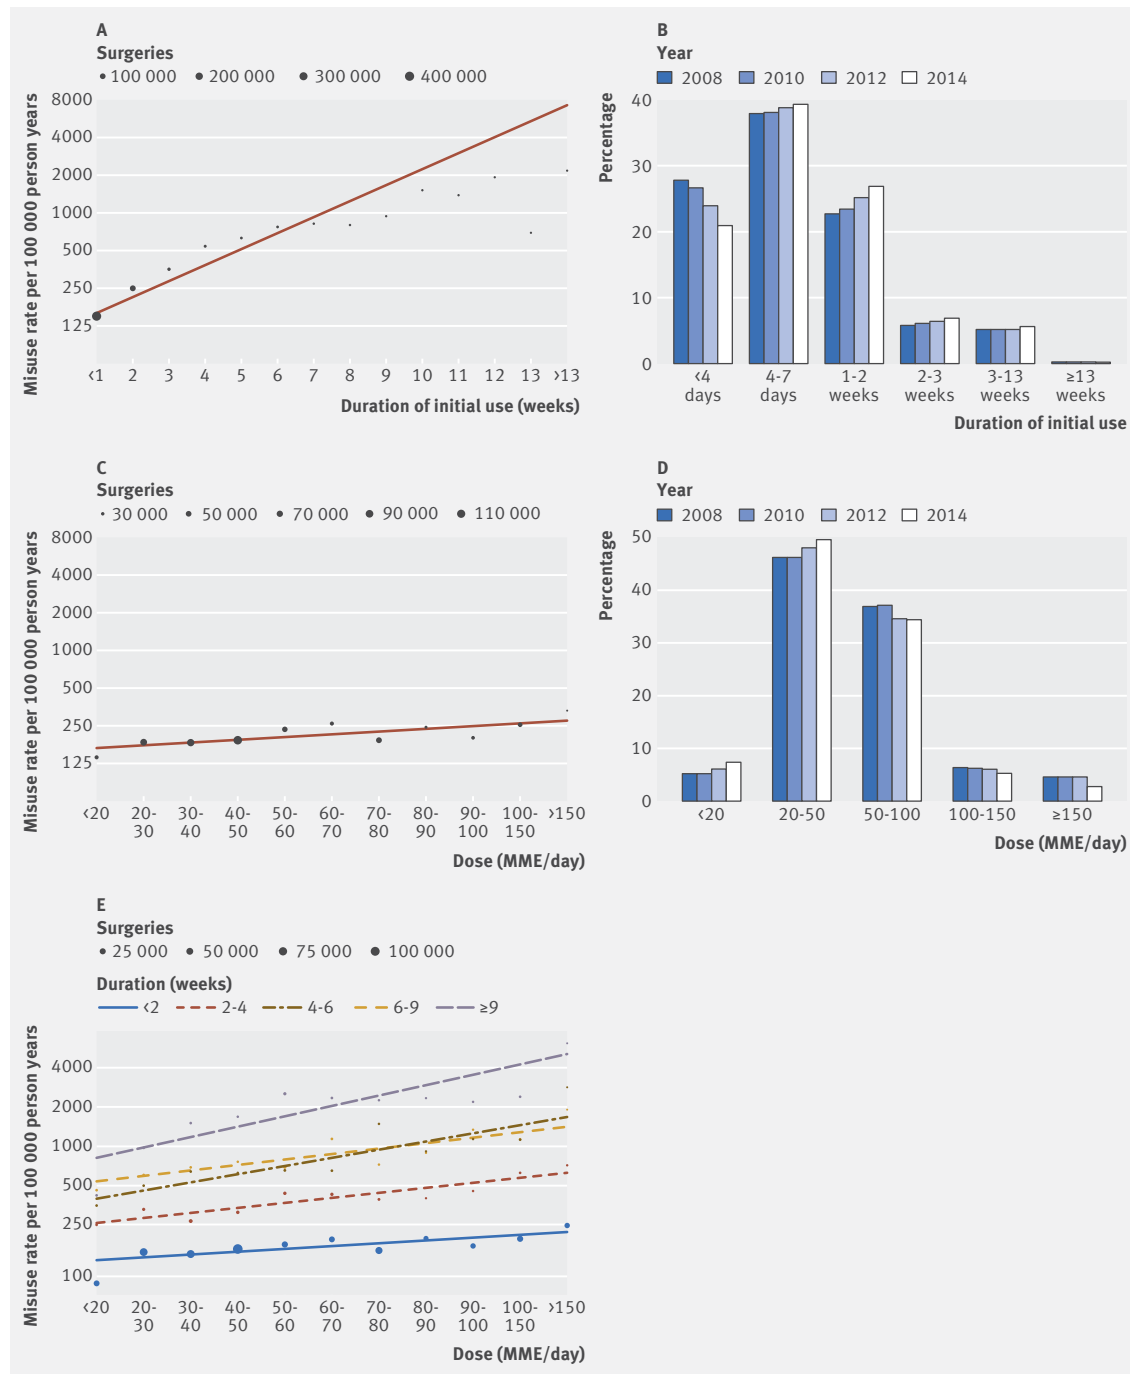 A
Surgeries
100 000 200 000 300 000 400 000
Misuse rate per 100 000 person years
8000
4000
2000
1000
500
250
125
<1 2 3 4 5 6 7 8 9 10 11 12 13 >13
Duration of initial use (weeks)
B
Year
2008 2010 2012 2014
Percentage
40
30
20
10
0
<4 4-7 1-2 2-3 3-13 ≥13
days days weeks weeks weeks weeks
Duration of initial use
C
Surgeries
30 000 50 000 70 000 90 000 110 000
Misuse rate per 100 000 person years
8000
4000
2000
1000
500
250
125
<20 20- 30- 40- 50- 60- 70- 80- 90- 100- >150
30 40 50 60 70 80 90 100 150
Dose (MME/day)
D
Year
2008 2010 2012 2014
Percentage
50
40
30
20
10
0
<20 20-50 50-100 100-150 ≥150
Dose (MME/day)
E
Surgeries
25 000 50 000 75 000 100 000
Duration (weeks)
<2 2-4 4-6 6-9 ≥9
Misuse rate per 100 000 person years
4000
2000
1000
500
250
100
<20 20- 30- 40- 50- 60- 70- 80- 90- 100- >150
30 40 50 60 70 80 90 100 150
Dose (MME/day)